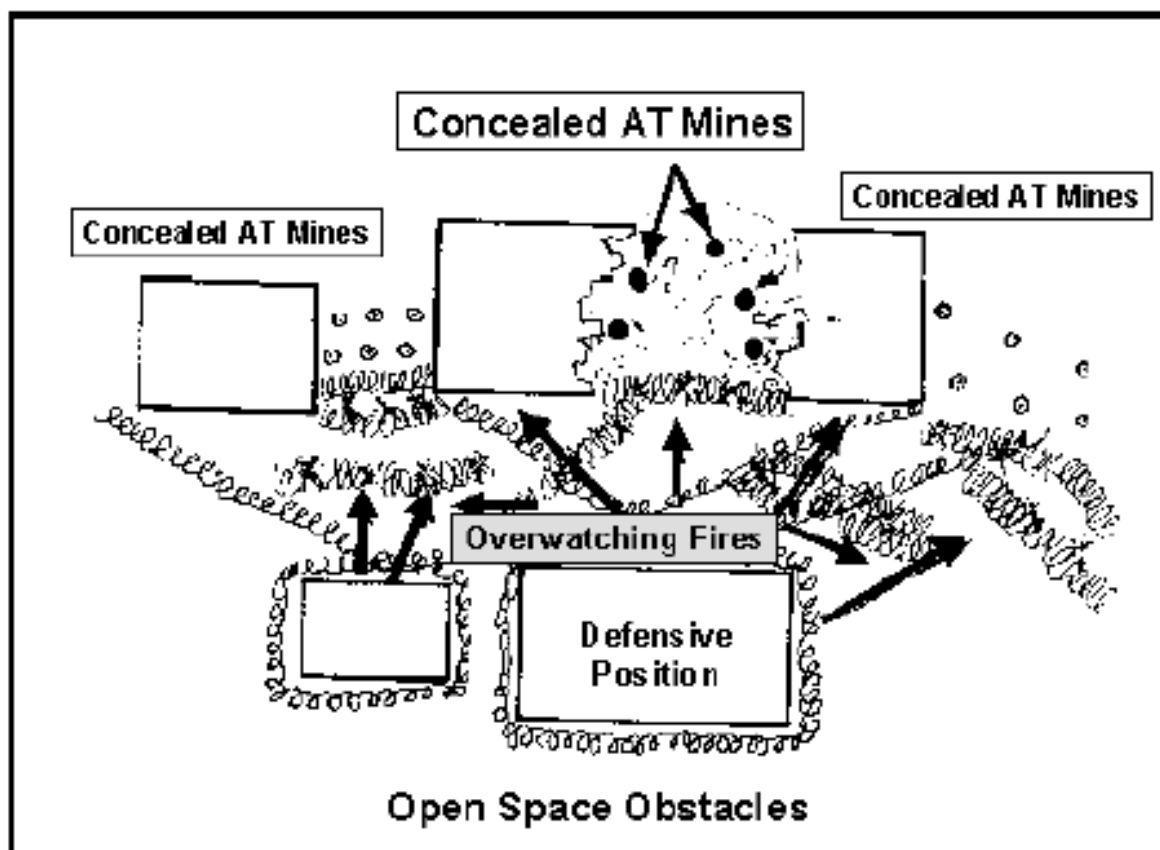 Concealed AT Mines
Concealed AT Mines
Concealed AT Mines
Overwatching Fires
Defensive
Position
Open Space Obstacles